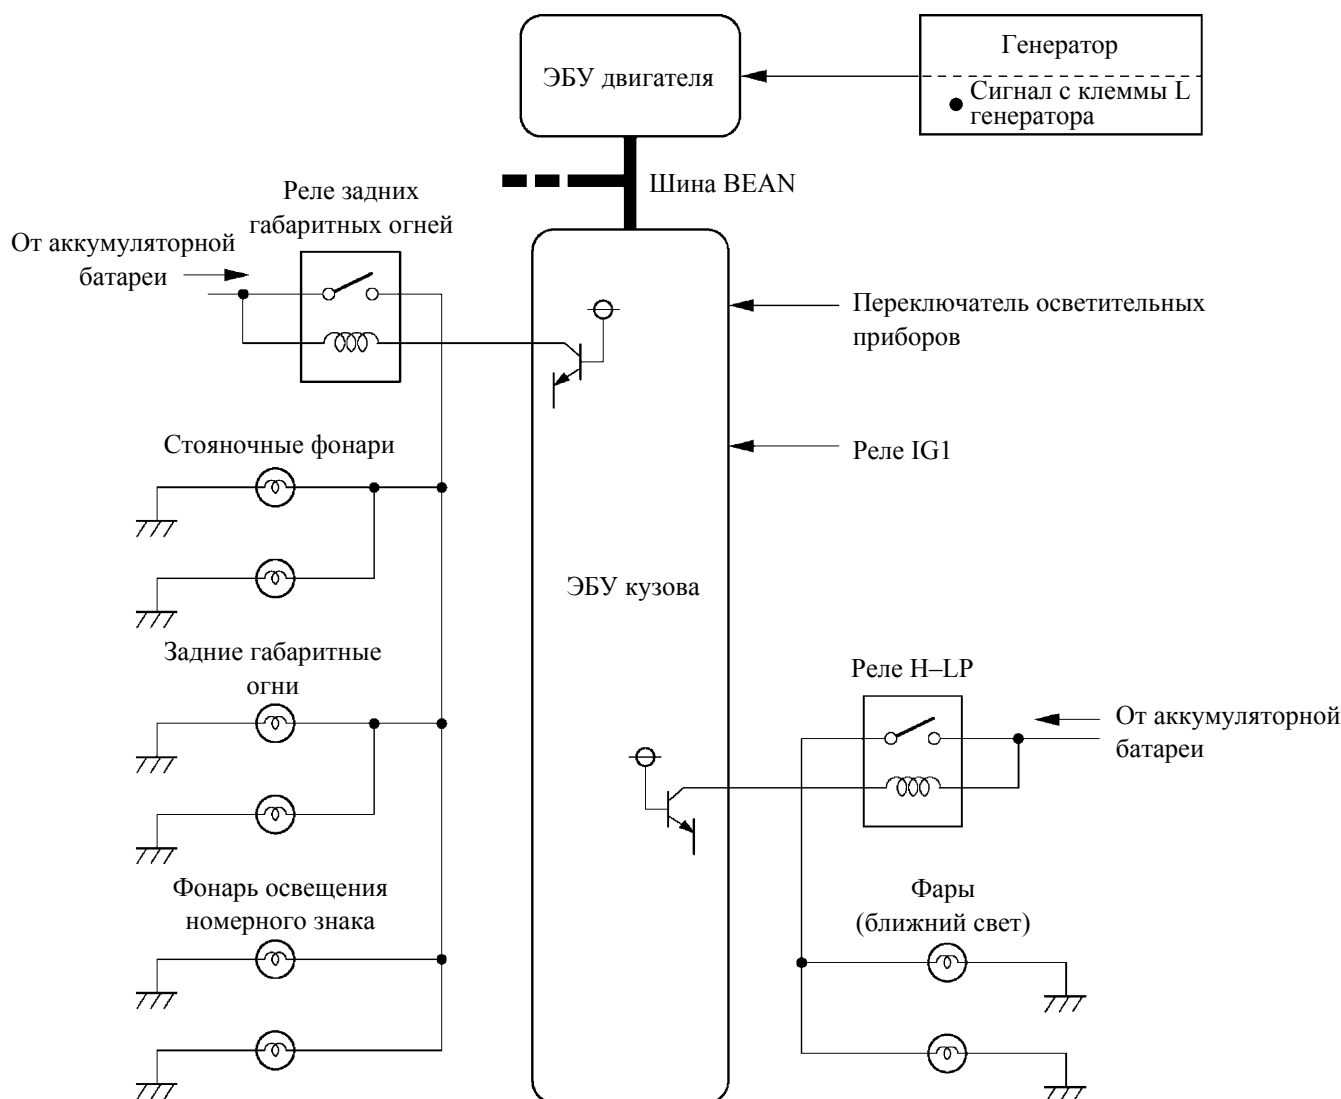 Генератор
ЭБУ двигателя
Сигнал с клеммы L
генератора
Шина BEAN
Реле задних
габаритных огней
От аккумуляторной
батареи
Переключатель осветительных
приборов
Стояночные фонари
Реле IG1
ЭБУ кузова
Задние габаритные
огни
Реле H–LP
От аккумуляторной
батареи
Фонарь освещения
номерного знака
Фары
(ближний свет)